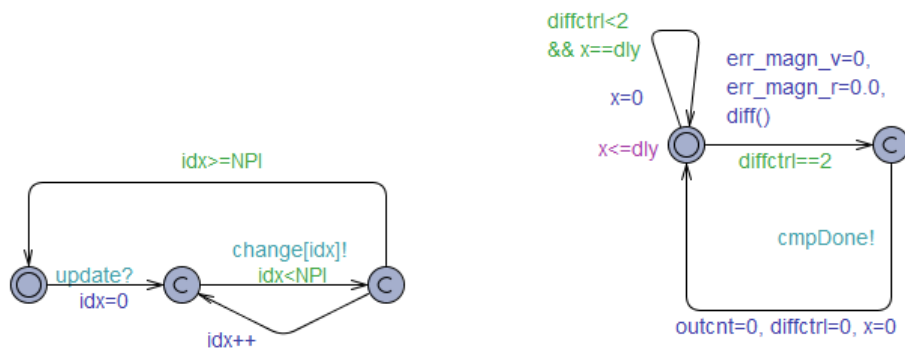 idx>=NPI
update?
idx=0
C
change[idx]!
idx<NPI
C
idx++
diffctrl<2
&& x==dly
x=0
x<=dly
err_magn_v=0,
err_magn_r=0.0,
diff()
diffctrl==2
C
cmpDone!
outcnt=0, diffctrl=0, x=0